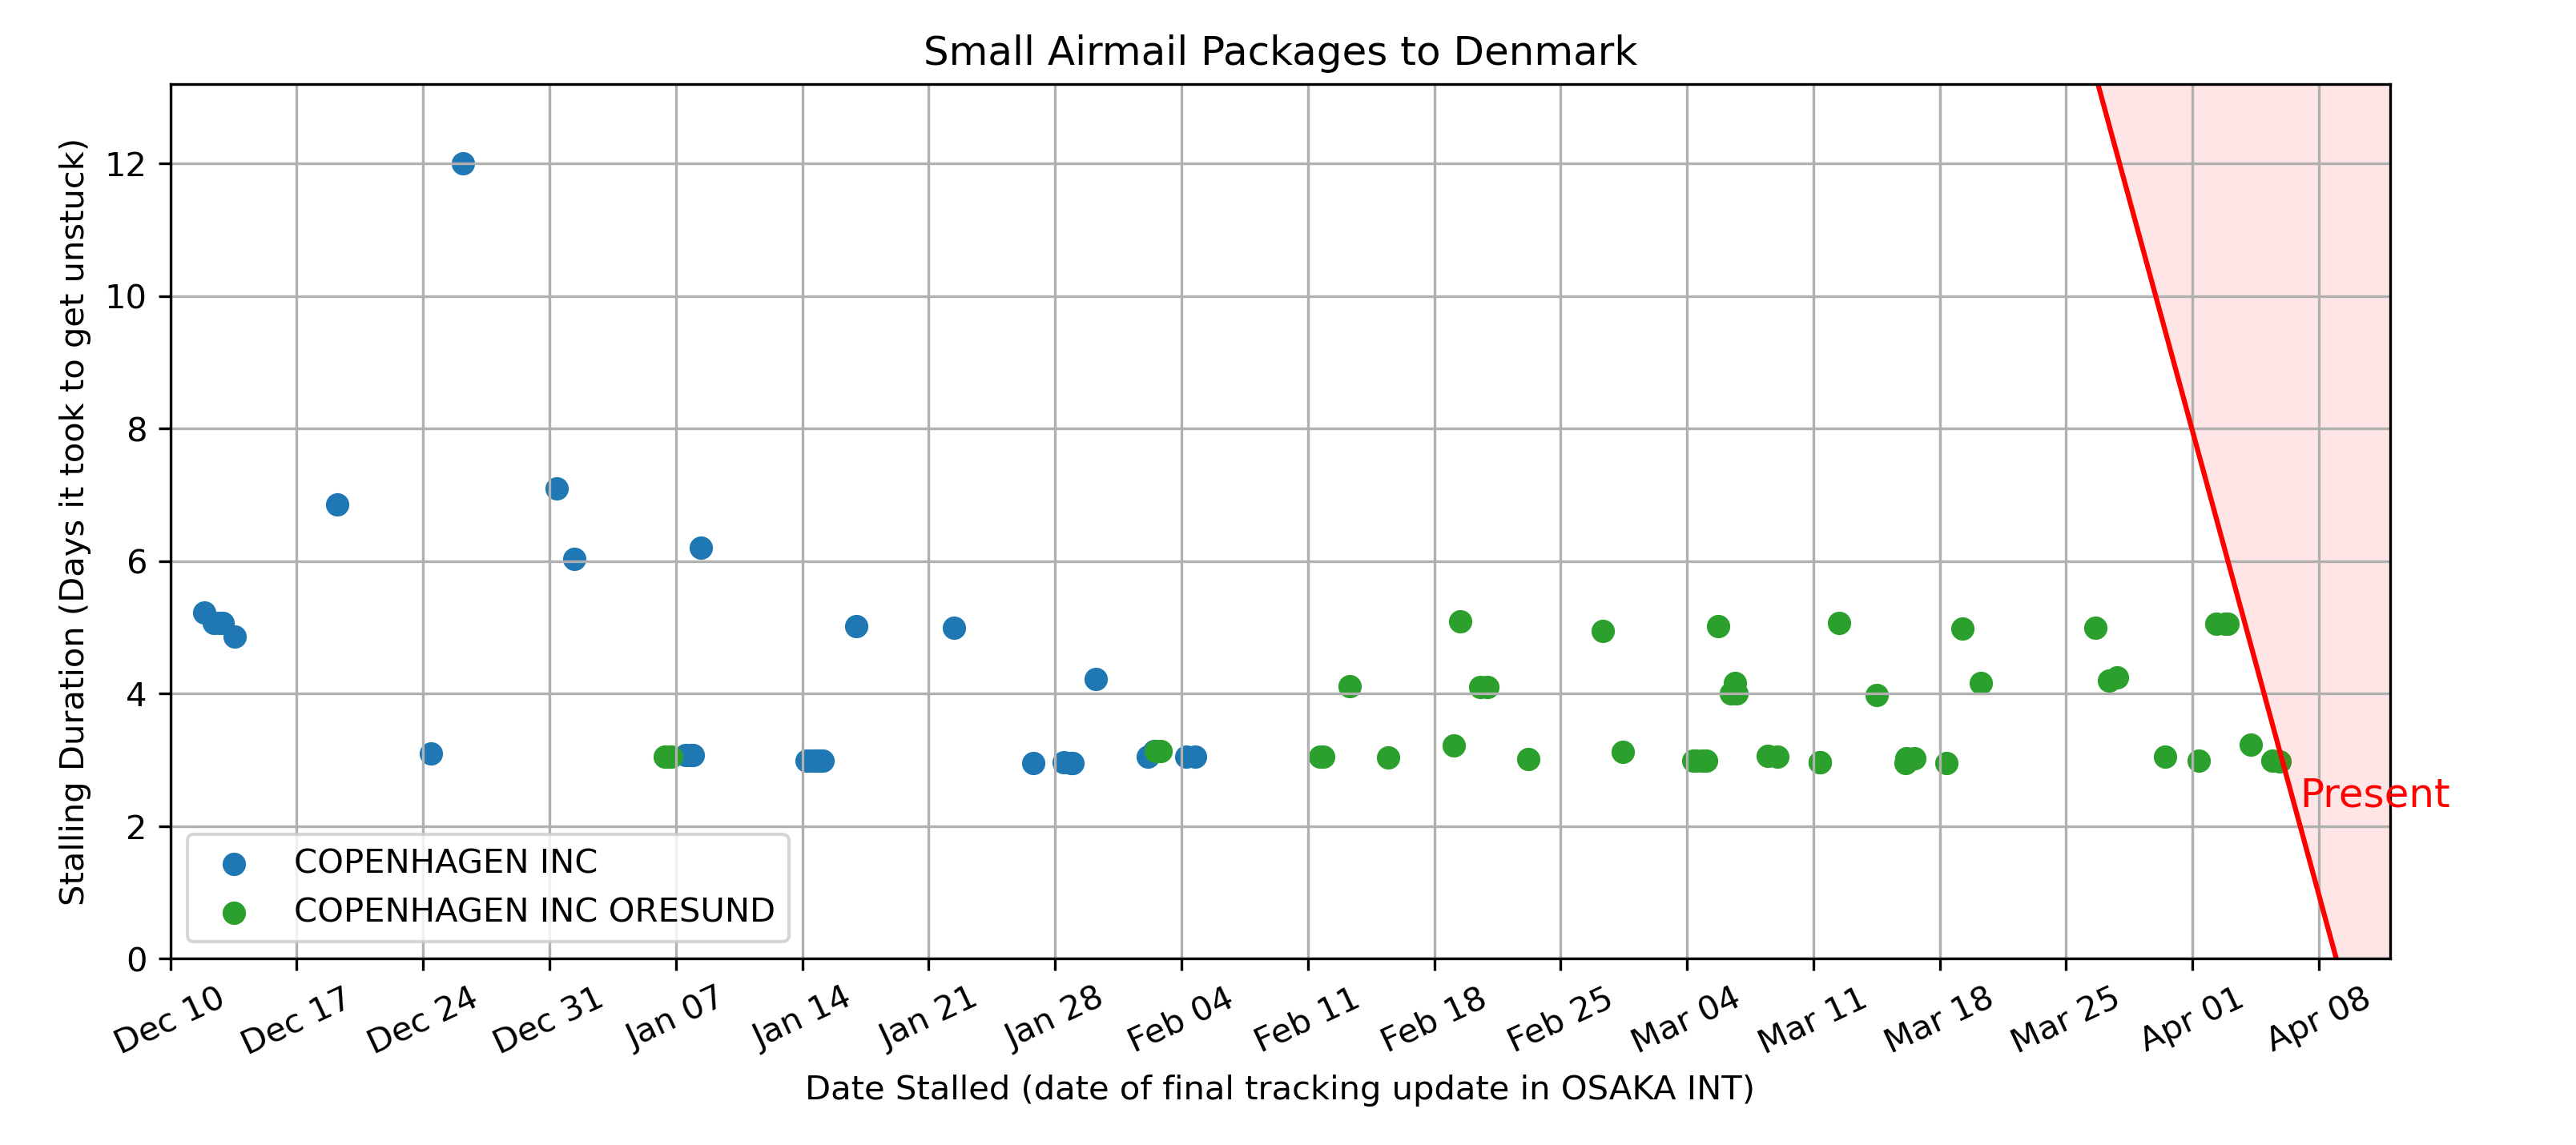 Small Airmail Packages to Denmark
Stalling Duration (Days it took to get unstuck)
12
10
8
6
4
2
0
Present
COPENHAGEN INC
COPENHAGEN INC ORESUND
Dec 10 Dec 17 Dec 24 Dec 31 Jan 07 Jan 14 Jan 21 Jan 28 Feb 04 Feb 11 Feb 18 Feb 25 Mar 04 Mar 11 Mar 18 Mar 25 Apr 01 Apr 08
Date Stalled (date of final tracking update in OSAKA INT)